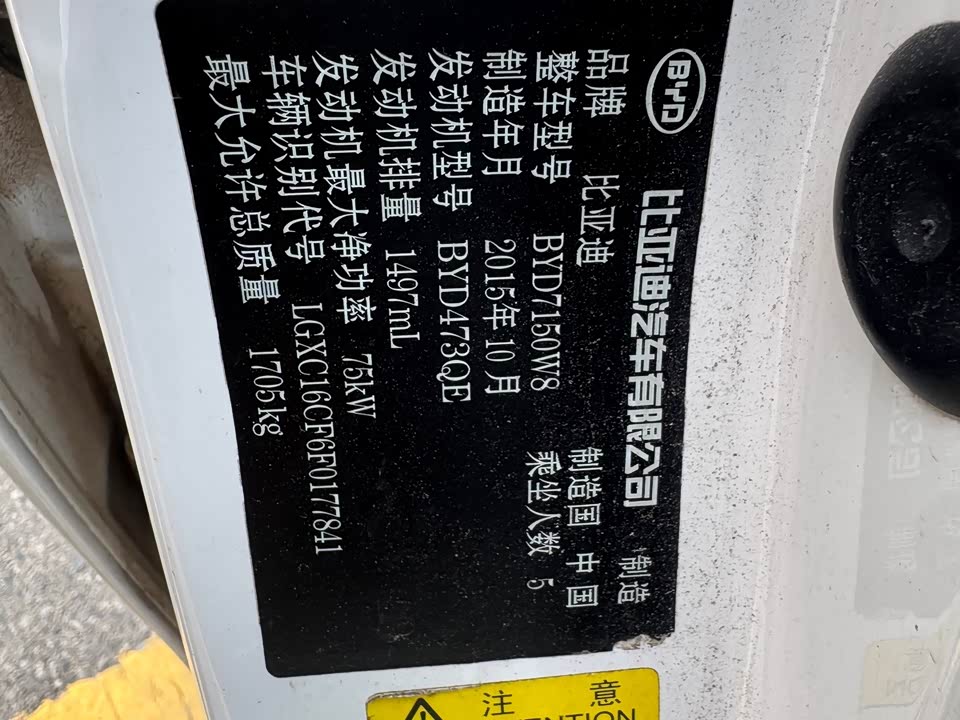 BYD 比亚迪汽车有限公司 制造
品牌 比亚迪 制造国 中国
整车型号 BYD7150W8 乘坐人数 5
制造年月 2015年10月
发动机型号 BYD473QE
发动机排量 1497mL
发动机最大净功率 75kW
车辆识别代号 LGXC16CF6F0177841
最大允许总质量 1705kg
注 意